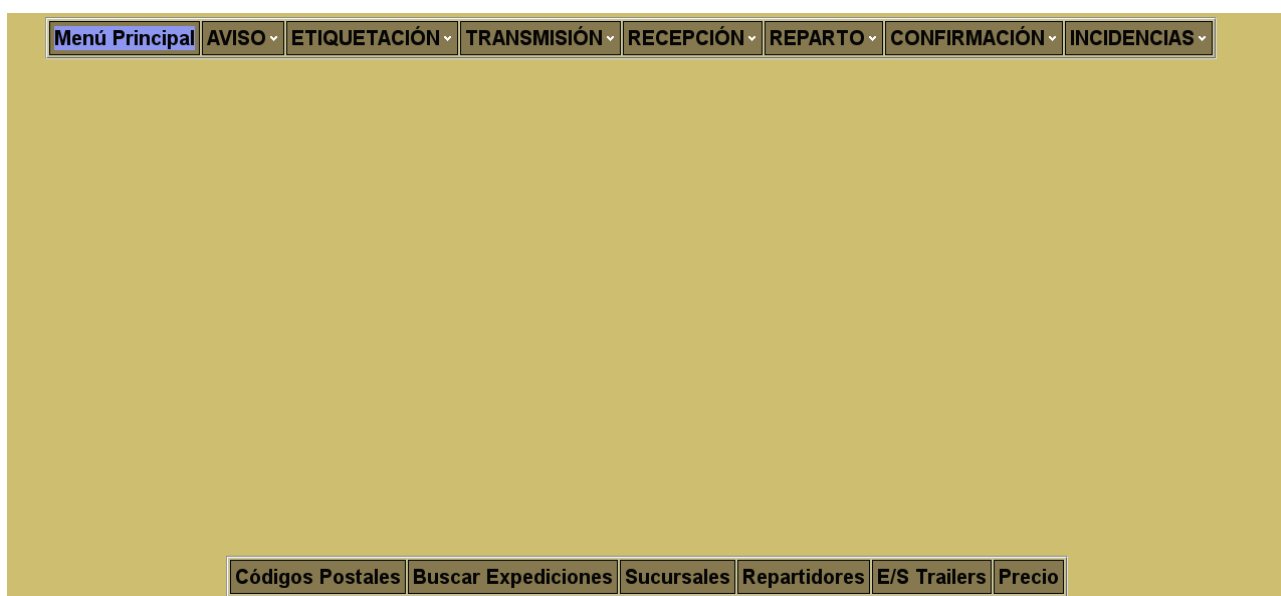 Menú Principal AVISO ETIQUETACIÓN TRANSMISIÓN RECEPCIÓN REPARTO CONFIRMACIÓN INCIDENCIAS
Códigos Postales Buscar Expediciones Sucursales Repartidores E/S Trailers Precio